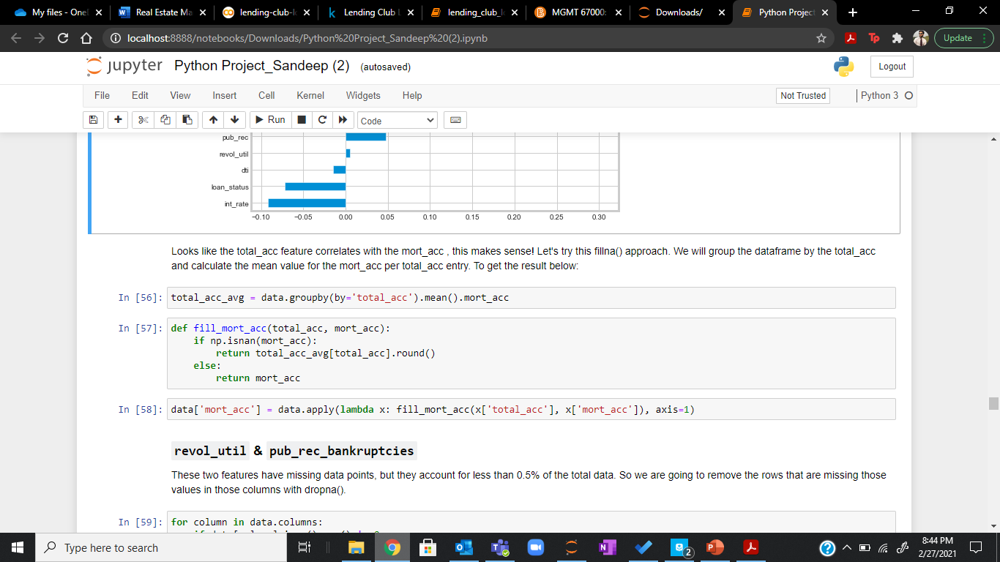 My files - OneD
Real Estate Ma
lending-club-lo
Lending Club L
lending_club_lo
MGMT 67000:
Downloads/
Python Project
localhost:8888/notebooks/Downloads/Python%20Project_Sandeep%20(2).ipynb
Tp
Update
jupyter Python Project_Sandeep (2) (autosaved)
Logout
File Edit View Insert Cell Kernel Widgets Help
Not Trusted
Python 3
Run
Code
pub_rec
revol_util
dti
loan_status
int_rate
−0.10 −0.05 0.00 0.05 0.10 0.15 0.20 0.25 0.30
Looks like the total_acc feature correlates with the mort_acc , this makes sense! Let's try this fillna() approach. We will group the dataframe by the total_acc
and calculate the mean value for the mort_acc per total_acc entry. To get the result below:
In [56]: total_acc_avg = data.groupby(by='total_acc').mean().mort_acc
In [57]: def fill_mort_acc(total_acc, mort_acc):
if np.isnan(mort_acc):
return total_acc_avg[total_acc].round()
else:
return mort_acc
In [58]: data['mort_acc'] = data.apply(lambda x: fill_mort_acc(x['total_acc'], x['mort_acc']), axis=1)
revol_util & pub_rec_bankruptcies
These two features have missing data points, but they account for less than 0.5% of the total data. So we are going to remove the rows that are missing those
values in those columns with dropna().
In [59]: for column in data.columns:
Type here to search
2
8:44 PM
2/27/2021